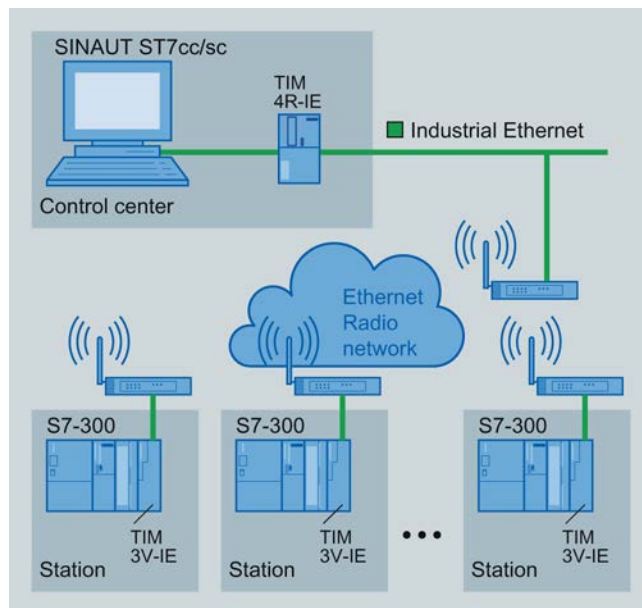 SINAUT ST7cc/sc
TIM
4R-IE
Industrial Ethernet
Control center
Ethernet
Radio
network
S7-300
TIM
3V-IE
Station
S7-300
TIM
3V-IE
Station
S7-300
TIM
3V-IE
Station